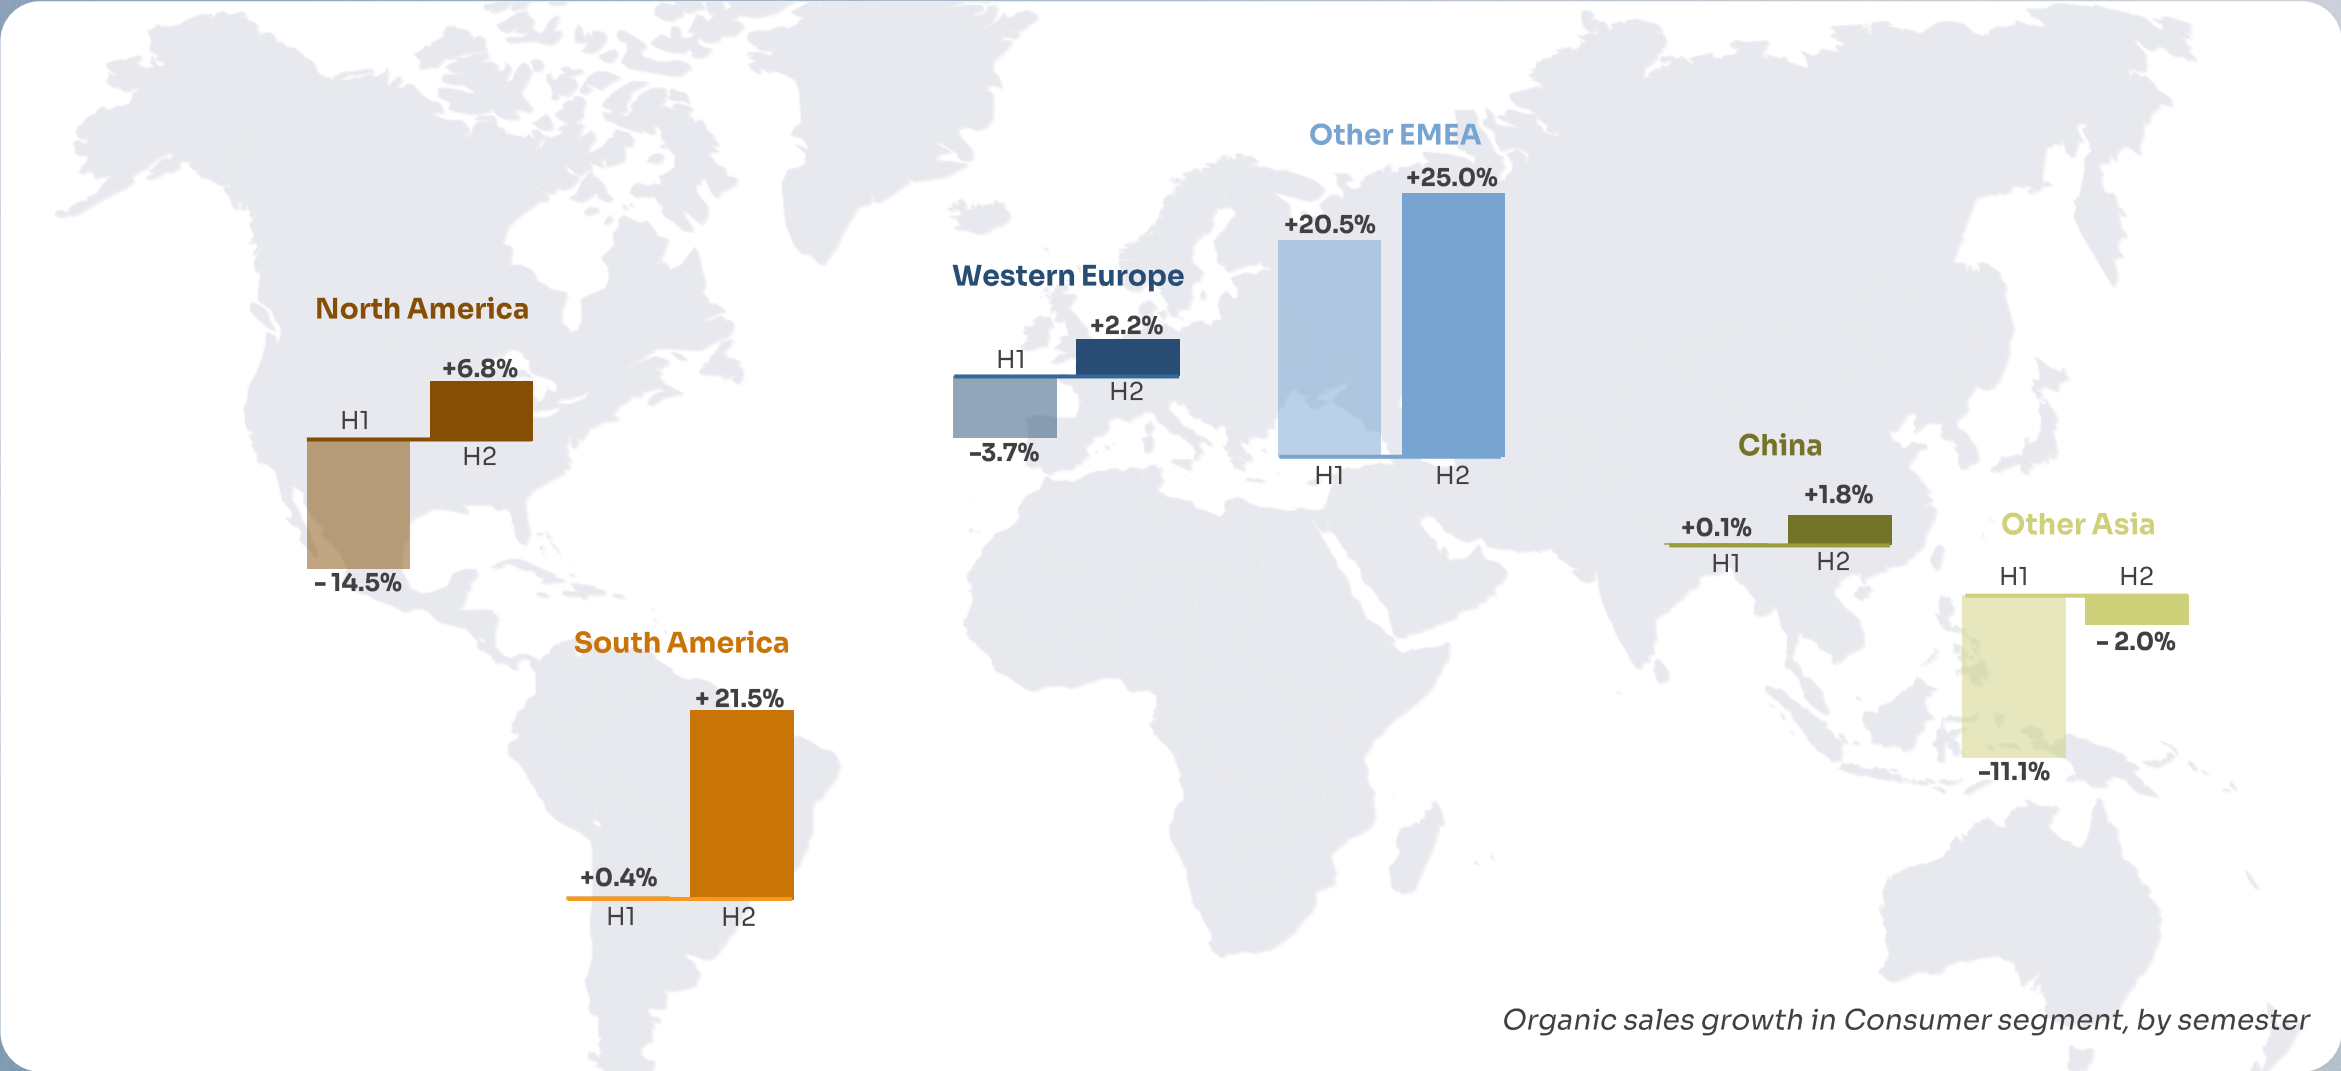 Other EMEA
+25.0%
+20.5%
H1
H2
Western Europe
+2.2%
H1
H2
–3.7%
North America
+6.8%
H1
H2
– 14.5%
China
+1.8%
+0.1%
H1
H2
Other Asia
H1
H2
– 2.0%
–11.1%
South America
+ 21.5%
+0.4%
H1
H2
Organic sales growth in Consumer segment, by semester